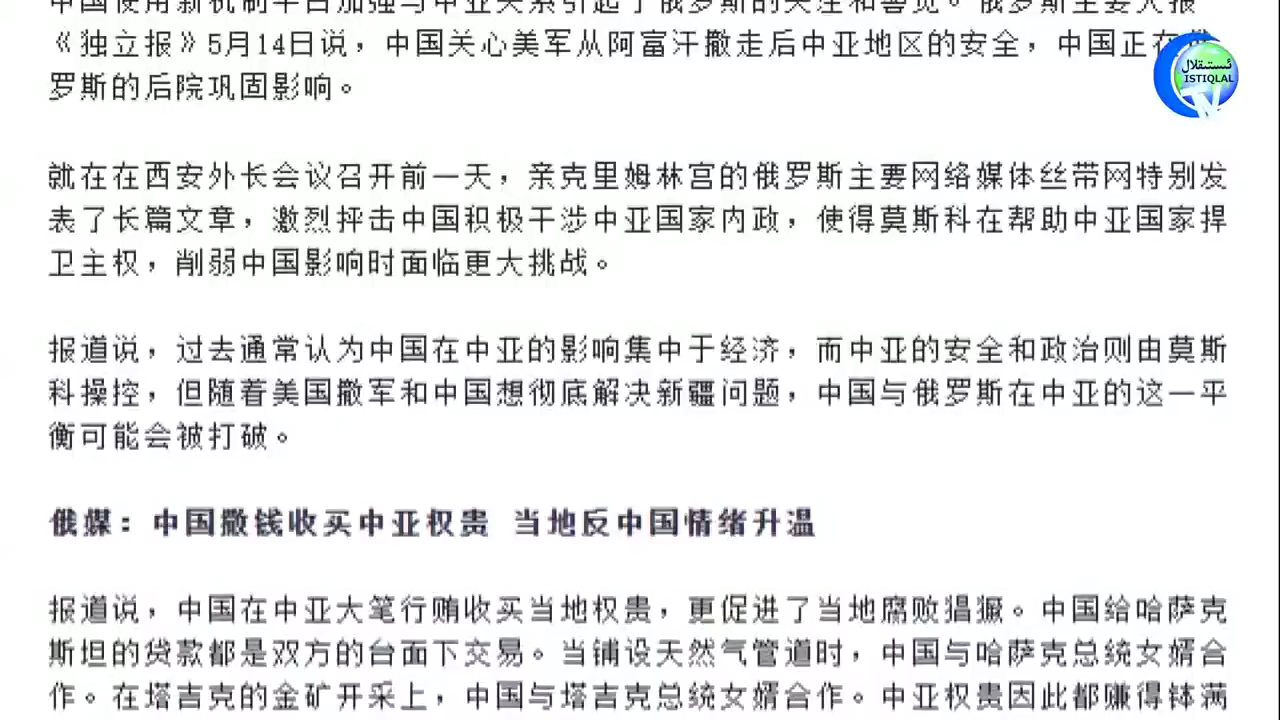 中国使用新机制平台加强与中亚关系引起了俄罗斯的关注和警觉。俄罗斯主要大报
《独立报》5月14日说，中国关心美军从阿富汗撤走后中亚地区的安全，中国正在俄
罗斯的后院巩固影响。
就在在西安外长会议召开前一天，亲克里姆林宫的俄罗斯主要网络媒体丝带网特别发
表了长篇文章，激烈抨击中国积极干涉中亚国家内政，使得莫斯科在帮助中亚国家捍
卫主权，削弱中国影响时面临更大挑战。
报道说，过去通常认为中国在中亚的影响集中于经济，而中亚的安全和政治则由莫斯
科操控，但随着美国撤军和中国想彻底解决新疆问题，中国与俄罗斯在中亚的这一平
衡可能会被打破。
俄媒：中国撒钱收买中亚权贵 当地反中国情绪升温
报道说，中国在中亚大笔行贿收买当地权贵，更促进了当地腐败猖獗。中国给哈萨克
斯坦的贷款都是双方的台面下交易。当铺设天然气管道时，中国与哈萨克总统女婿合
作。在塔吉克的金矿开采上，中国与塔吉克总统女婿合作。中亚权贵因此都赚得钵满
ئىستىقلال
ISTIQLAL
TV